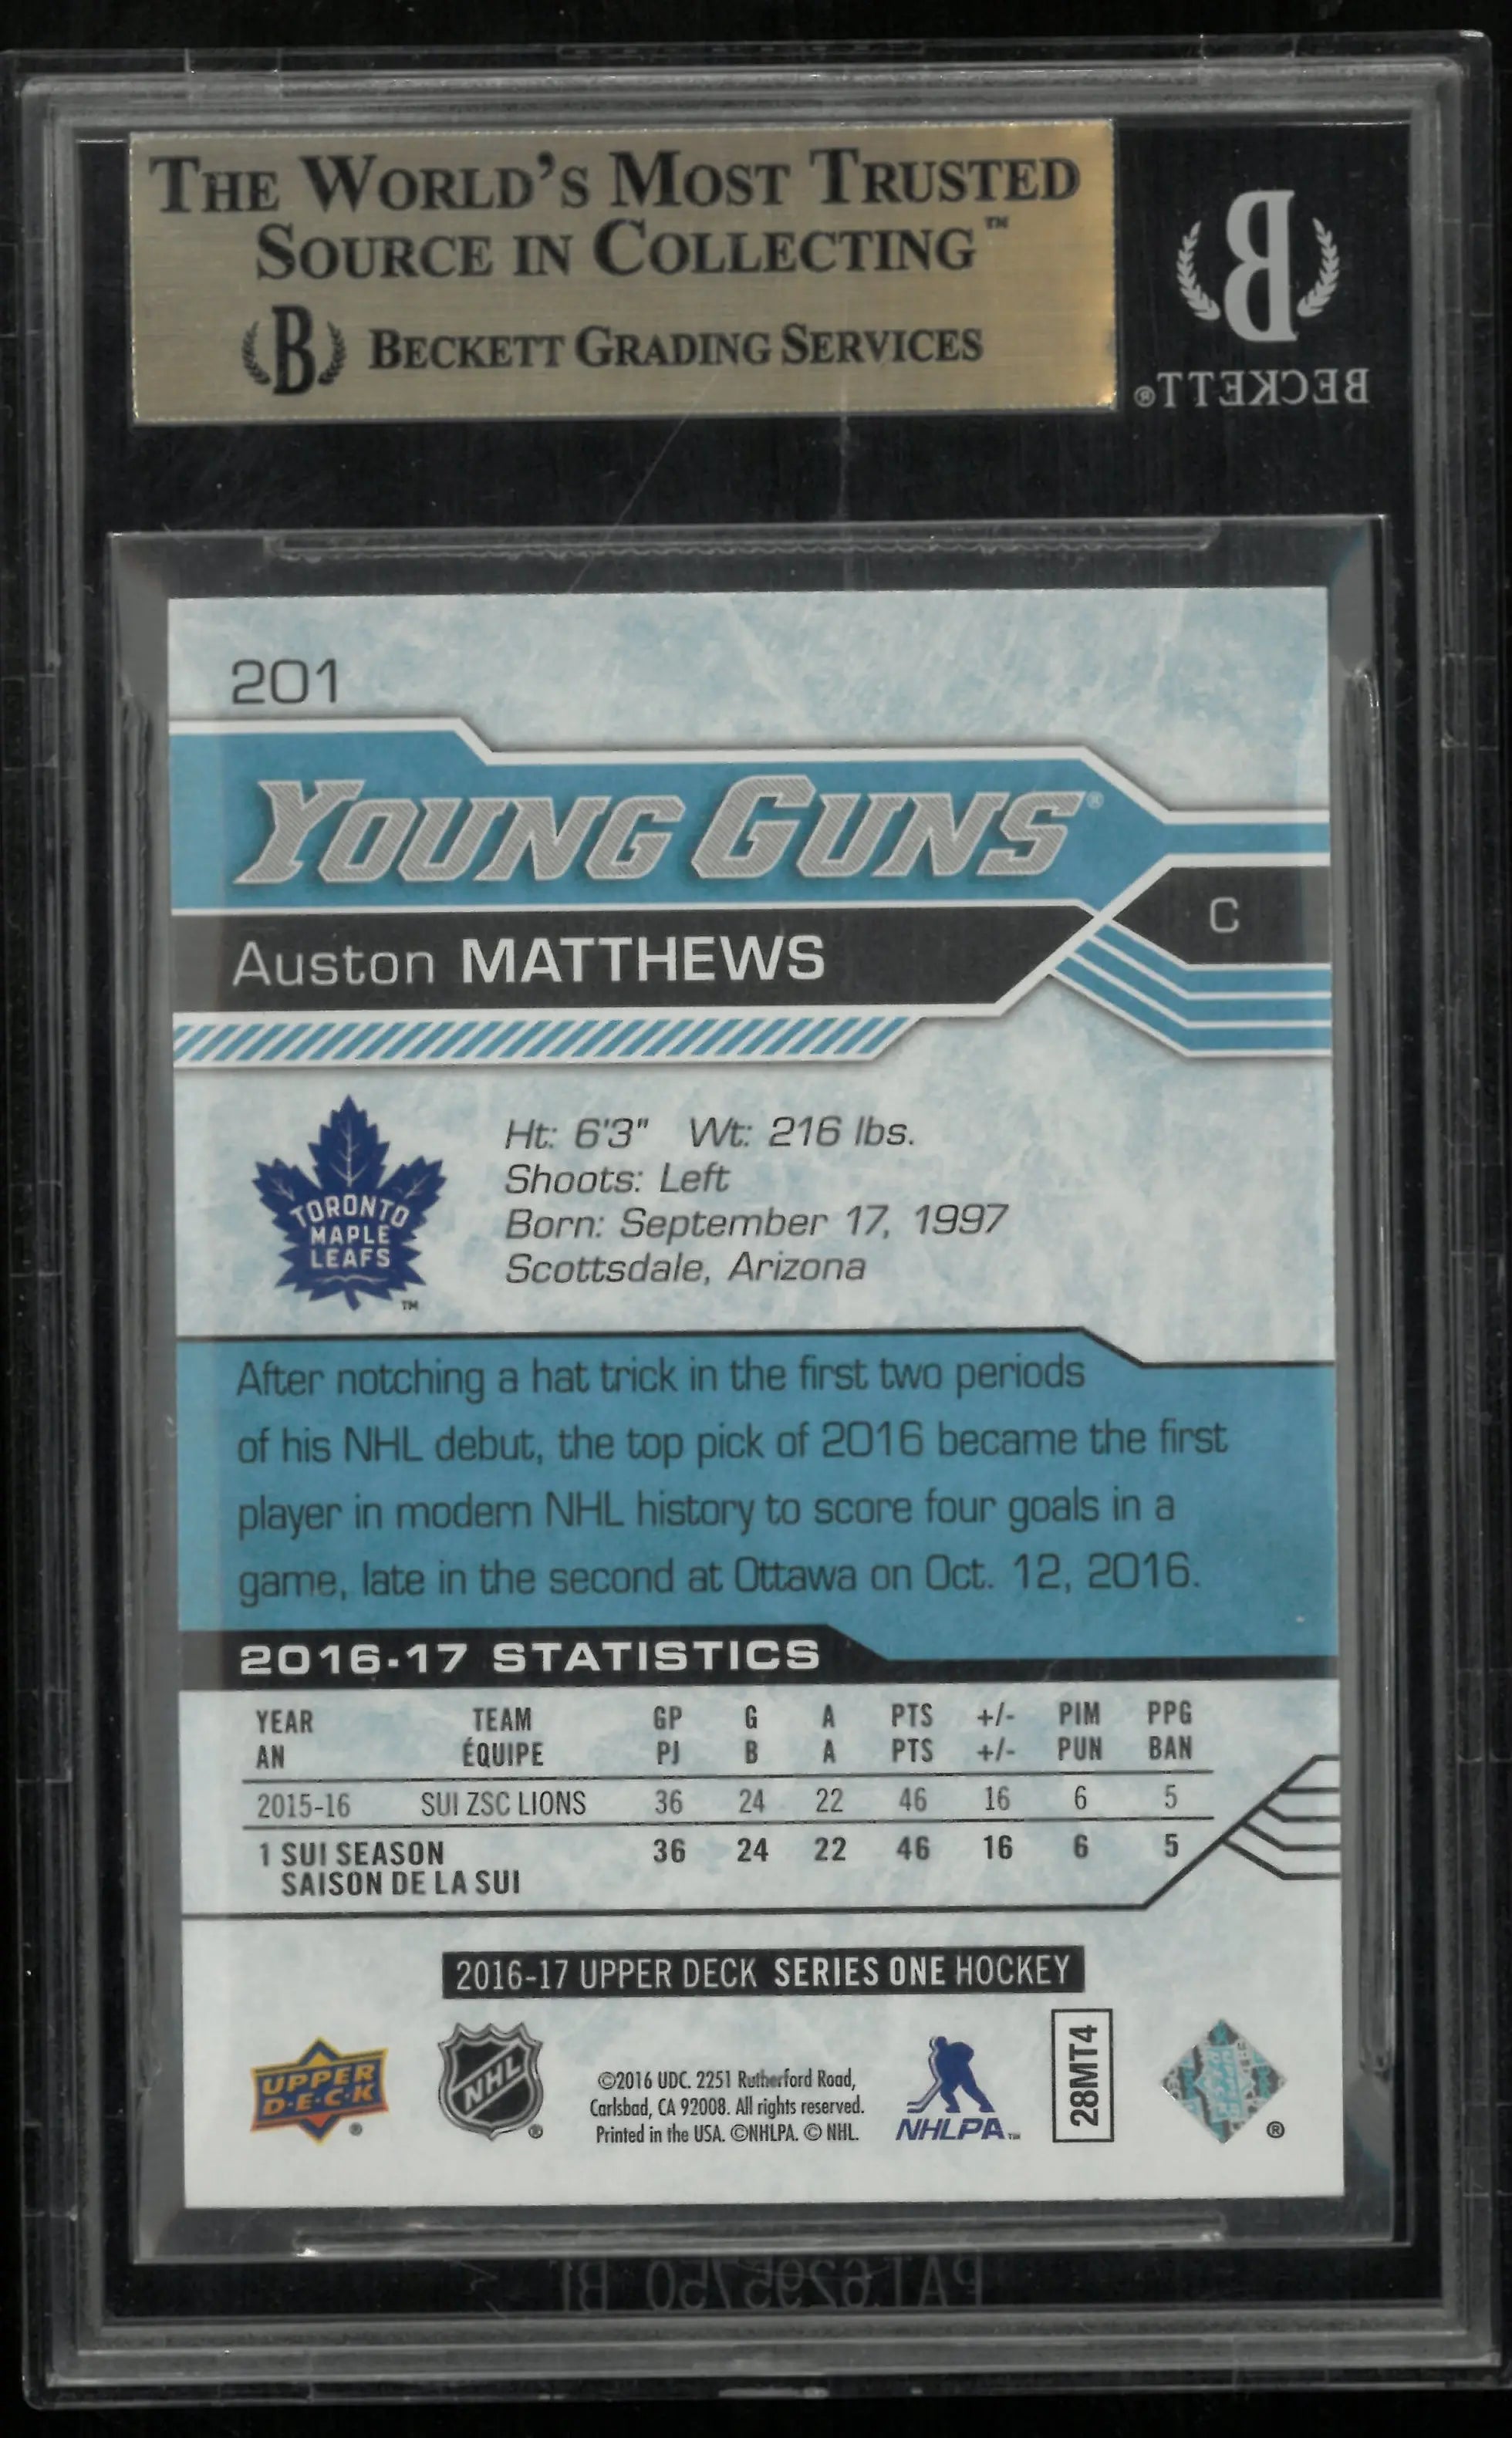 THE WORLD'S MOST TRUSTED
SOURCE IN COLLECTING™
B BECKETT GRADING SERVICES
B
BECKETT®
201
YOUNG GUNS®
Auston MATTHEWS
C
TORONTO
MAPLE
LEAFS
™
Ht: 6'3" Wt: 216 lbs.
Shoots: Left
Born: September 17, 1997
Scottsdale, Arizona
After notching a hat trick in the first two periods
of his NHL debut, the top pick of 2016 became the first
player in modern NHL history to score four goals in a
game, late in the second at Ottawa on Oct. 12, 2016.
2016-17 STATISTICS
YEAR TEAM GP G A PTS +/- PIM PPG
AN ÉQUIPE PJ B A PTS +/- PUN BAN
2015-16 SUI ZSC LIONS 36 24 22 46 16 6 5
1 SUI SEASON 36 24 22 46 16 6 5
SAISON DE LA SUI
2016-17 UPPER DECK SERIES ONE HOCKEY
UPPER
D·E·C·K
®
NHL
®
©2016 UDC. 2251 Rutherford Road,
Carlsbad, CA 92008. All rights reserved.
Printed in the USA. ©NHLPA. © NHL.
NHLPA™
28MT4
®
PAT.6295750 B1